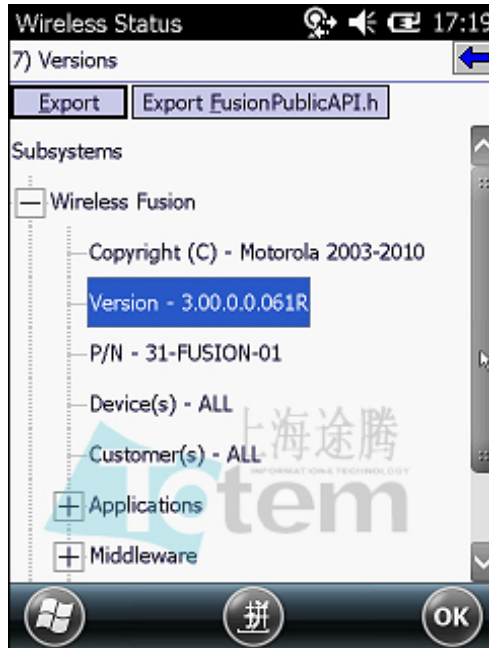 Wireless Status 17:19
7) Versions
Export Export FusionPublicAPI.h
Subsystems
Wireless Fusion
Copyright (C) - Motorola 2003-2010
Version - 3.00.0.0.061R
P/N - 31-FUSION-01
Device(s) - ALL
上海途腾
Customer(s) - ALL
INFORMATION & TECHNOLOGY
Totem
Applications
Middleware
拼
OK